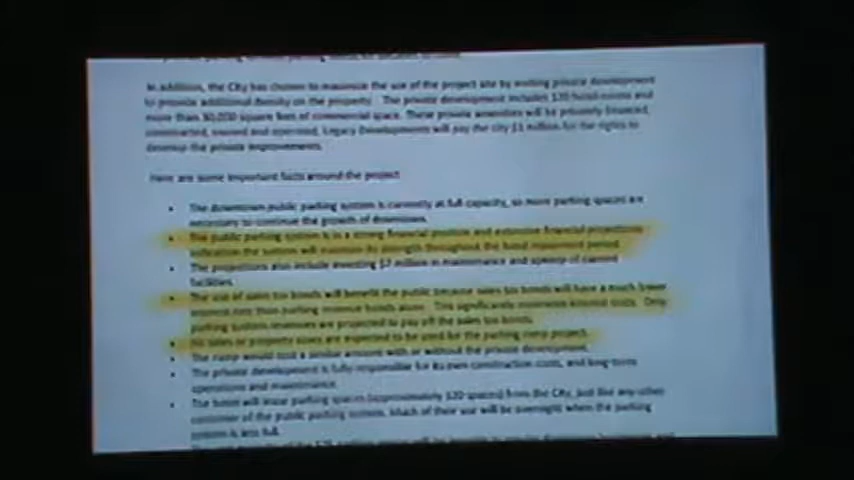 In addition, the City has chosen to maximize the use of the project site by inviting private development
to provide additional density on the property. The private development includes 120 hotel rooms and
more than 30,000 square feet of commercial space. These private amenities will be privately financed,
constructed, owned and operated. Legacy Developments will pay the city $1 million for the rights to
develop the private improvements.
Here are some important facts around the project
• The downtown public parking system is currently at full capacity, so more parking spaces are
necessary to continue the growth of downtown.
• The public parking system is in a strong financial position and extensive financial projections
indication the system will maintain its strength throughout the bond repayment period.
• The projections also include investing $7 million in maintenance and upkeep of current
facilities.
• The use of sales tax bonds will benefit the public because sales tax bonds will have a much lower
interest rate than parking revenue bonds alone. This significantly minimizes interest costs. Only
parking system revenues are projected to pay off the sales tax bonds.
• No sales or property taxes are expected to be used for the parking ramp project.
• The ramp would cost a similar amount with or without the private development.
• The private development is fully responsible for its own construction costs, and long-term
operations and maintenance.
• The hotel will lease parking spaces (approximately 120 spaces) from the City, just like any other
customer of the public parking system. Much of their use will be overnight when the parking
system is less full.